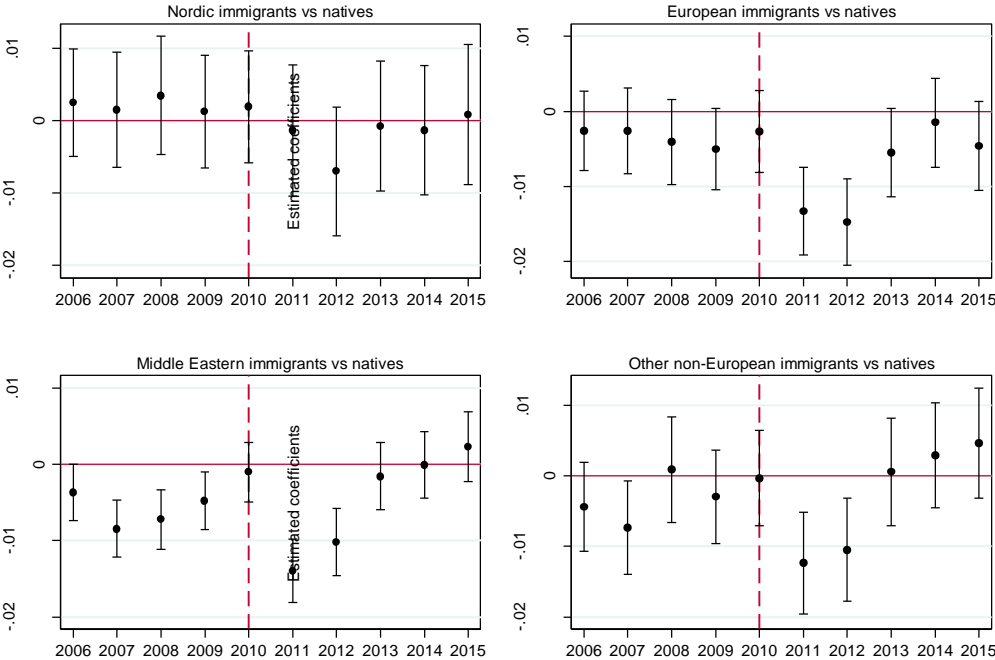 Nordic immigrants vs natives
.01
0
-.01
-.02
Estimated coefficients
2006 2007 2008 2009 2010 2011 2012 2013 2014 2015
European immigrants vs natives
.01
0
-.01
-.02
2006 2007 2008 2009 2010 2011 2012 2013 2014 2015
Middle Eastern immigrants vs natives
.01
0
-.01
-.02
Estimated coefficients
2006 2007 2008 2009 2010 2011 2012 2013 2014 2015
Other non-European immigrants vs natives
.01
0
-.01
-.02
2006 2007 2008 2009 2010 2011 2012 2013 2014 2015